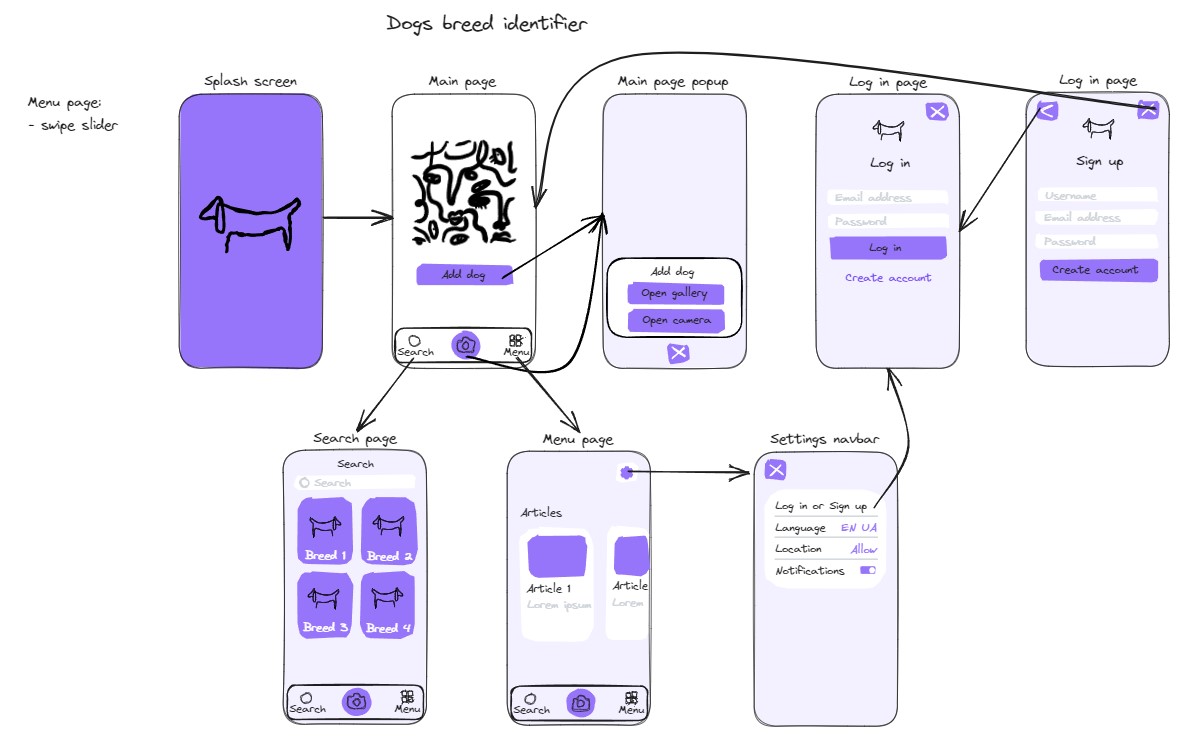 Dogs breed identifier
Menu page:
- swipe slider
Splash screen
Main page
Add dog
Search
Menu
Main page popup
Add dog
Open gallery
Open camera
Log in page
Log in
Email address
Password
Log in
Create account
Log in page
Sign up
Username
Email address
Password
Create account
Search page
Search
Search
Breed 1
Breed 2
Breed 3
Breed 4
Search
Menu
Menu page
Articles
Article 1
Article
Lorem ipsum
Lorem
Search
Menu
Settings navbar
Log in or Sign up
Language EN UA
Location Allow
Notifications